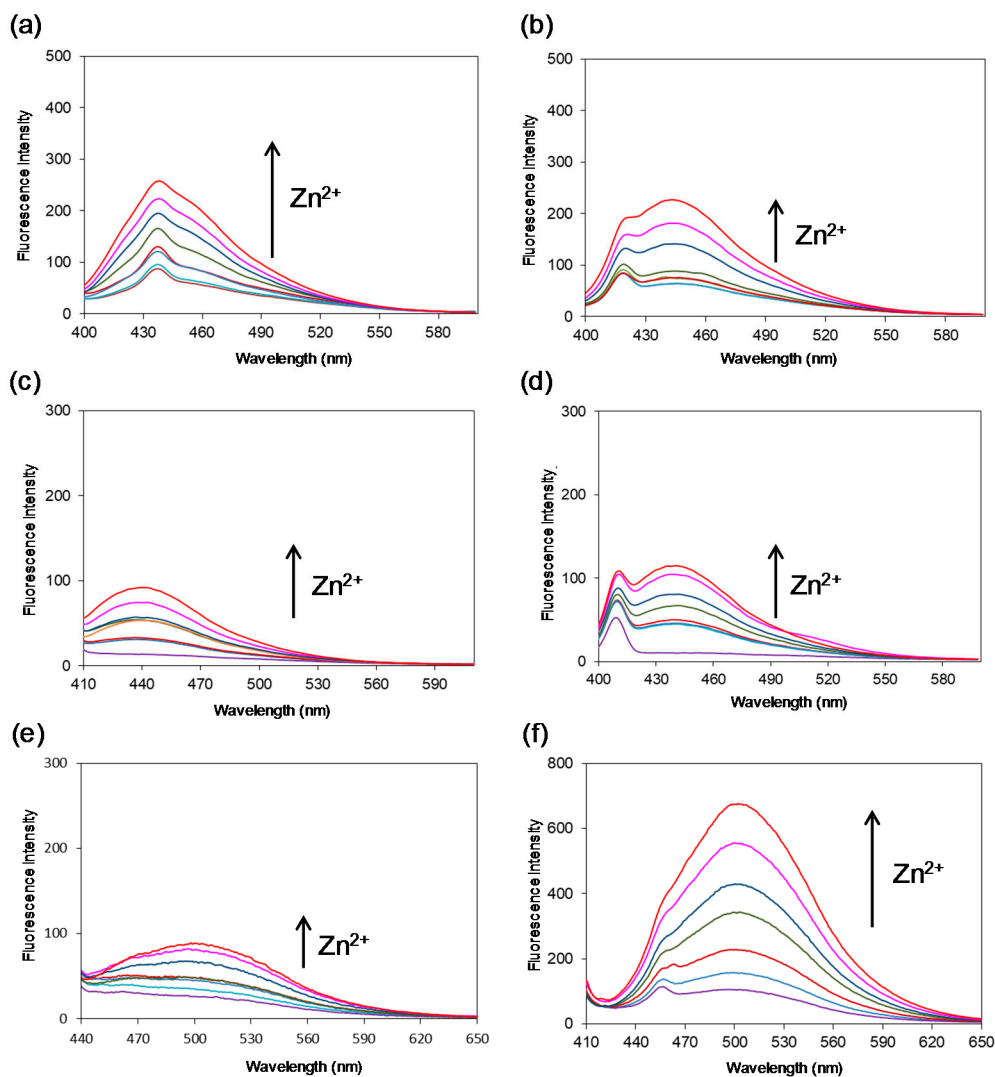 (a)
500
400
300
200
100
0
Fluorescence Intensity
Zn²⁺
400 430 460 490 520 550 580
Wavelength (nm)
(b)
500
400
300
200
100
0
Fluorescence Intensity
Zn²⁺
400 430 460 490 520 550 580
Wavelength (nm)
(c)
300
200
100
0
Fluorescence Intensity
Zn²⁺
410 440 470 500 530 560 590
Wavelength (nm)
(d)
300
200
100
0
Fluorescence Intensity
Zn²⁺
400 430 460 490 520 550 580
Wavelength (nm)
(e)
300
200
100
0
Fluorescence Intensity
Zn²⁺
440 470 500 530 560 590 620 650
Wavelength (nm)
(f)
800
600
400
200
0
Fluorescence Intensity
Zn²⁺
410 440 470 500 530 560 590 620 650
Wavelength (nm)